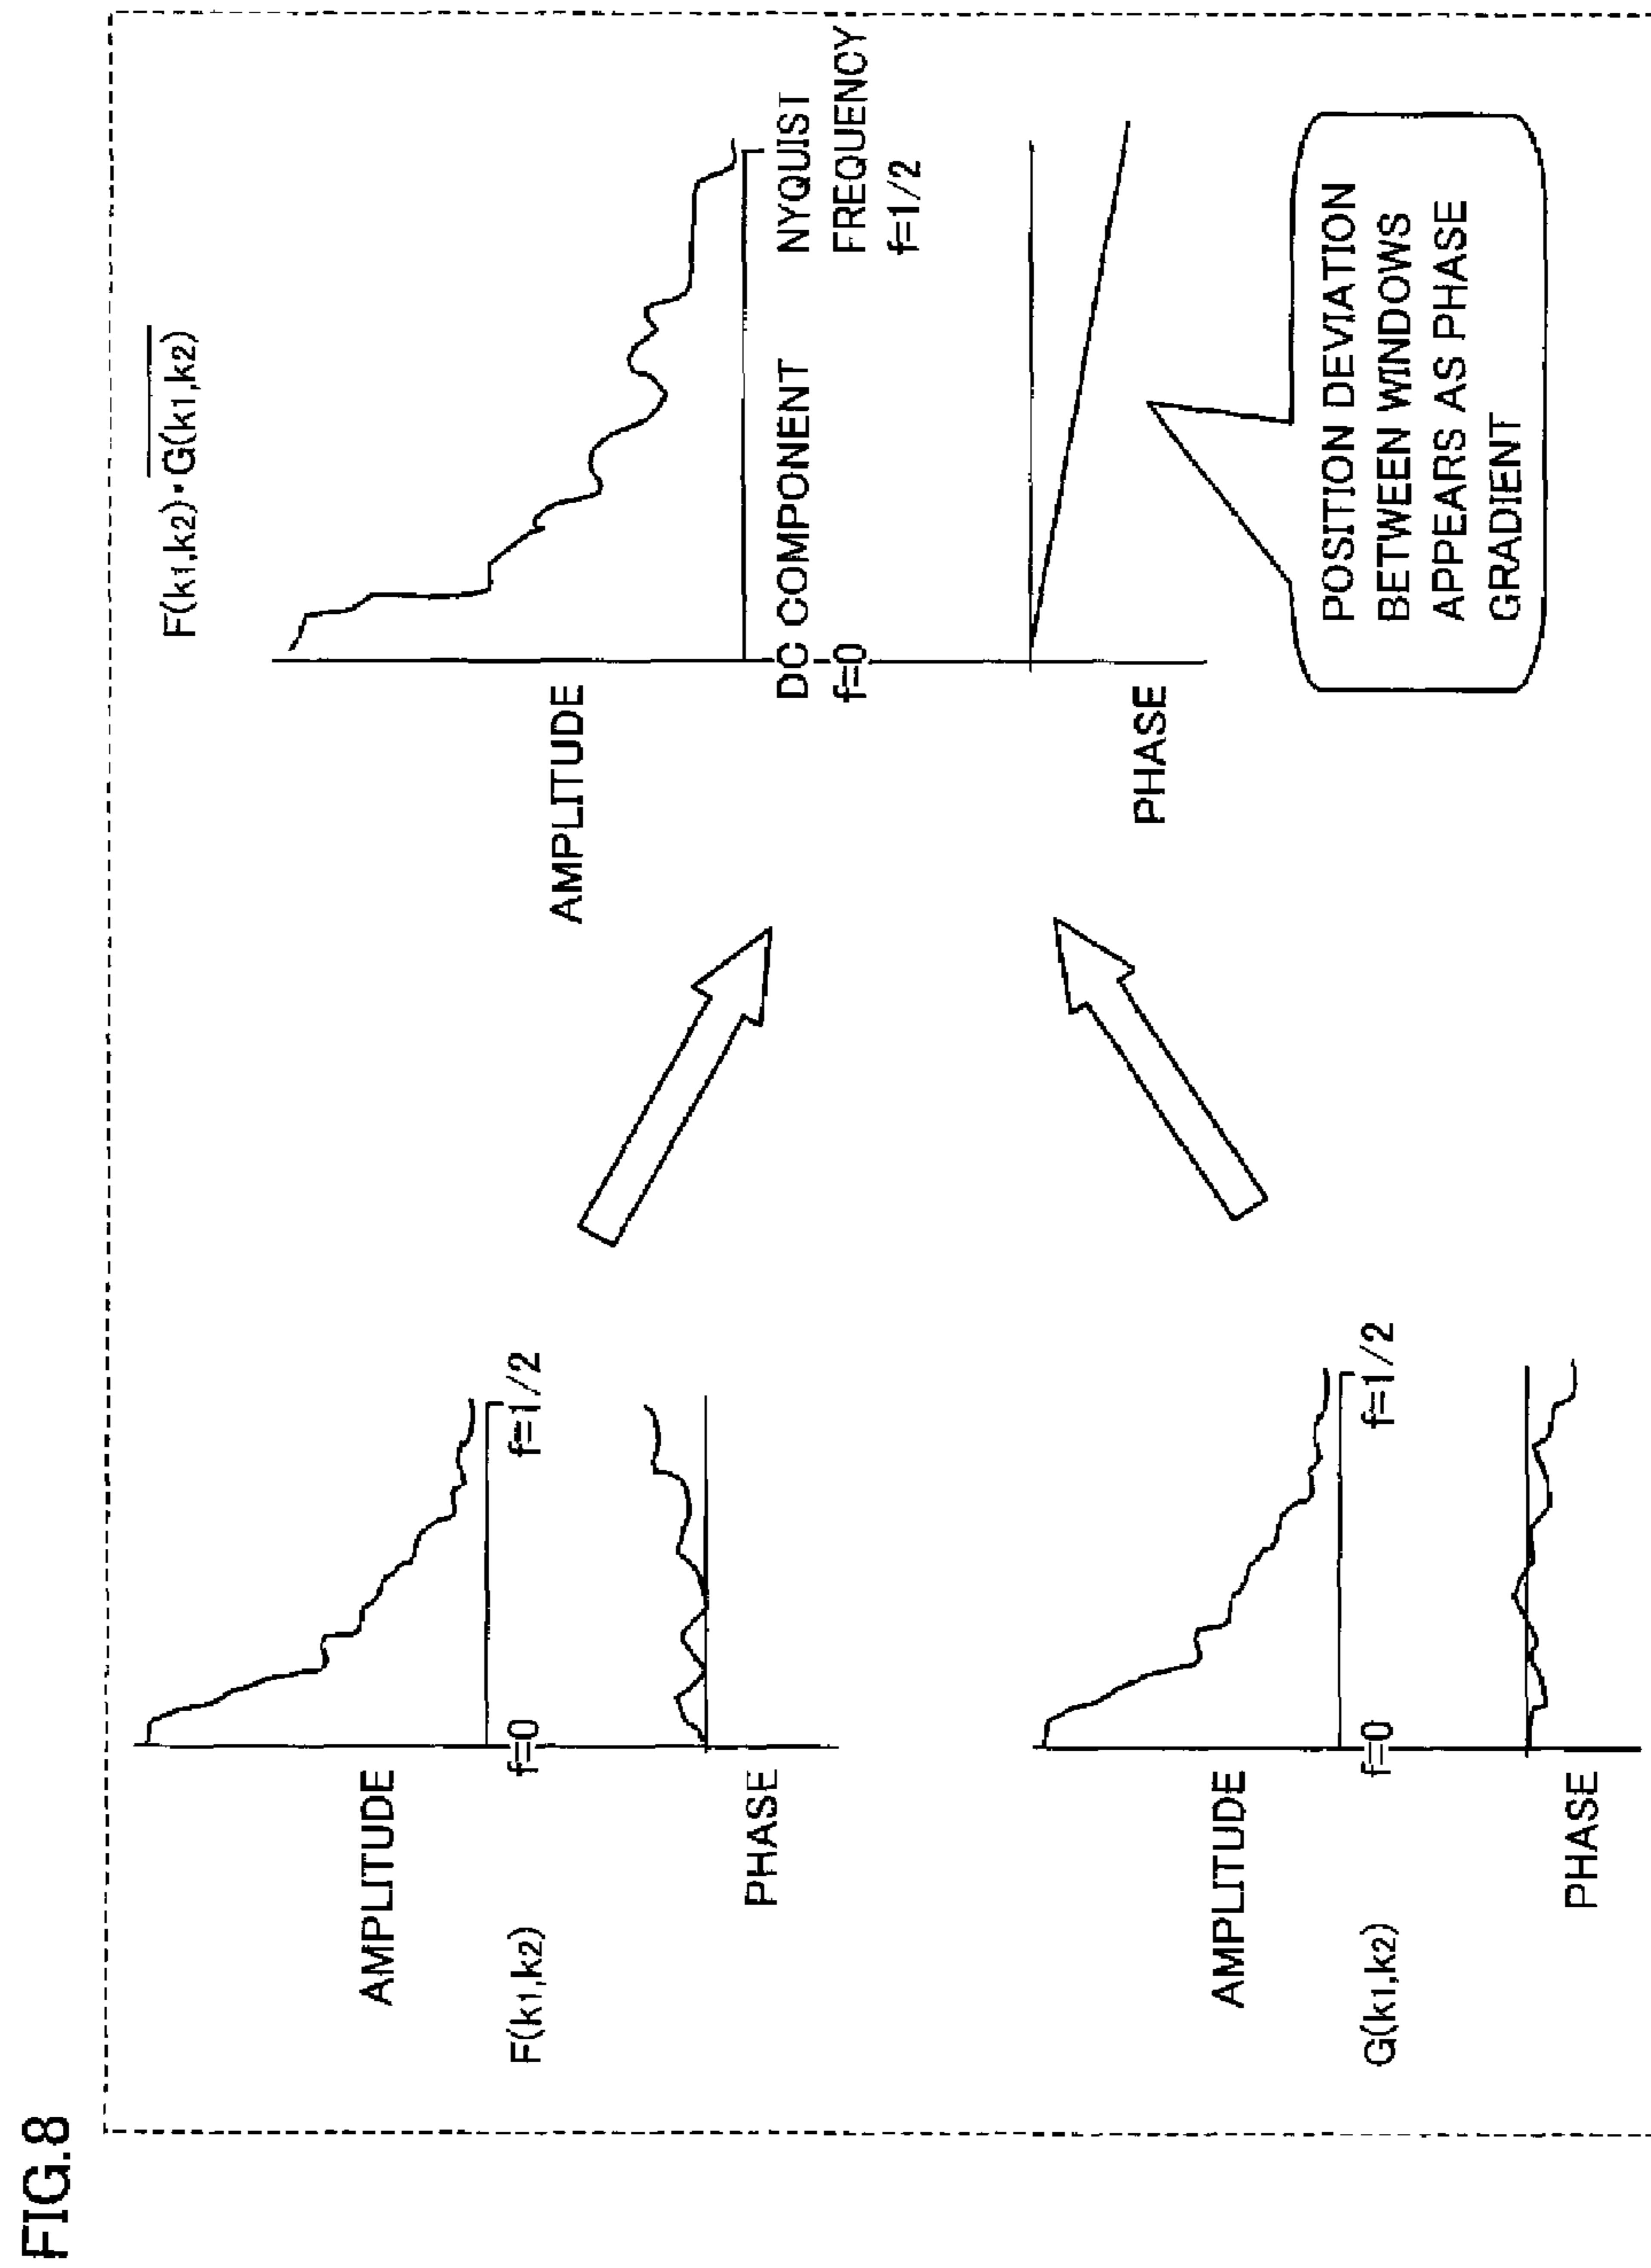 FIG.8
AMPLITUDE
F(k1,k2)
f=0
f=1/2
PHASE
AMPLITUDE
G(k1,k2)
f=0
f=1/2
PHASE
F(k1,k2)・G(k1,k2)
AMPLITUDE
DC COMPONENT
f=0
NYQUIST
FREQUENCY
f=1/2
PHASE
POSITION DEVIATION
BETWEEN WINDOWS
APPEARS AS PHASE
GRADIENT